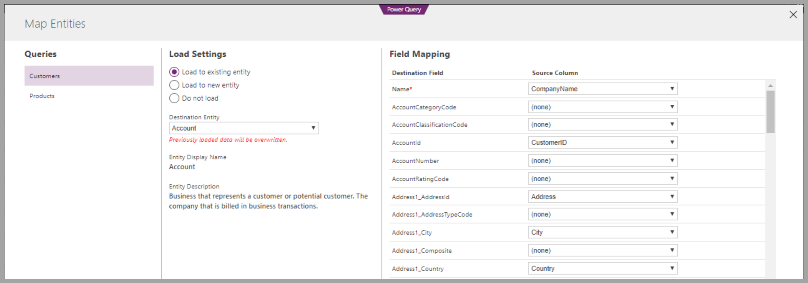 Power Query
Map Entities
Queries
Customers
Products
Load Settings
Load to existing entity
Load to new entity
Do not load
Destination Entity
Account
Previously loaded data will be overwritten.
Entity Display Name
Account
Entity Description
Business that represents a customer or potential customer. The
company that is billed in business transactions.
Field Mapping
Destination Field Source Column
Name* CompanyName
AccountCategoryCode (none)
AccountClassificationCode (none)
AccountId CustomerID
AccountNumber (none)
AccountRatingCode (none)
Address1_AddressId Address
Address1_AddressTypeCode (none)
Address1_City City
Address1_Composite (none)
Address1_Country Country